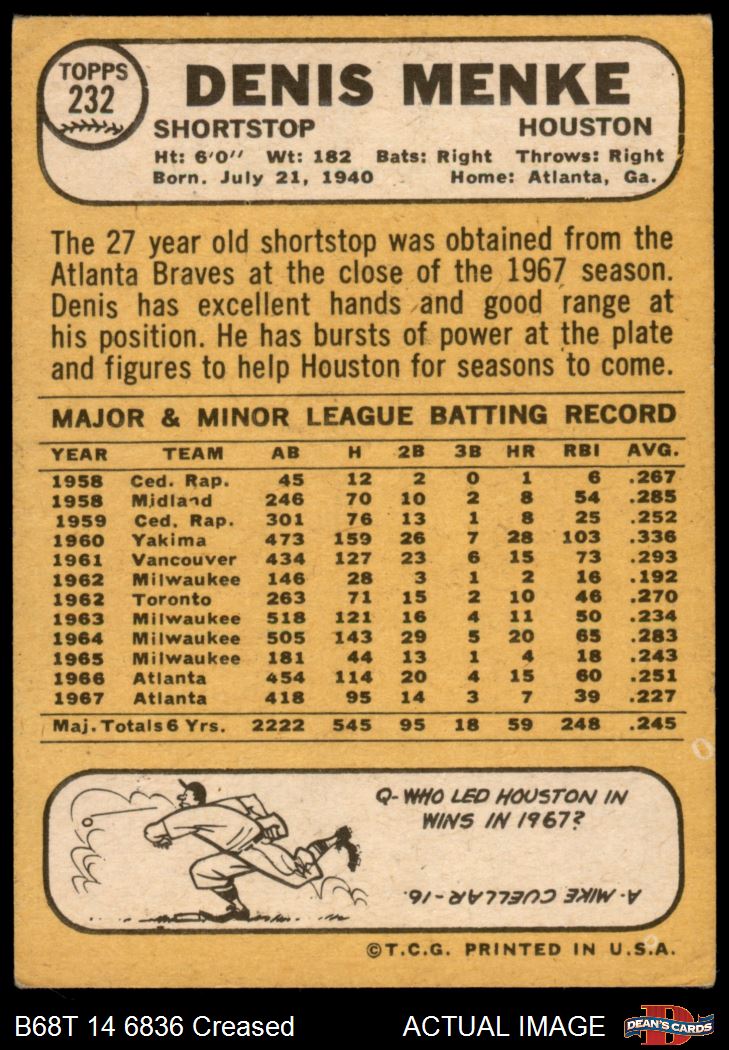 TOPPS
232
DENIS MENKE
SHORTSTOP HOUSTON
Ht: 6'0" Wt: 182 Bats: Right Throws: Right
Born. July 21, 1940 Home: Atlanta, Ga.
The 27 year old shortstop was obtained from the
Atlanta Braves at the close of the 1967 season.
Denis has excellent hands and good range at
his position. He has bursts of power at the plate
and figures to help Houston for seasons to come.
MAJOR & MINOR LEAGUE BATTING RECORD
YEAR TEAM AB H 2B 3B HR RBI AVG.
1958 Ced. Rap. 45 12 2 0 1 6 .267
1958 Midland 246 70 10 2 8 54 .285
1959 Ced. Rap. 301 76 13 1 8 25 .252
1960 Yakima 473 159 26 7 28 103 .336
1961 Vancouver 434 127 23 6 15 73 .293
1962 Milwaukee 146 28 3 1 2 16 .192
1962 Toronto 263 71 15 2 10 46 .270
1963 Milwaukee 518 121 16 4 11 50 .234
1964 Milwaukee 505 143 29 5 20 65 .283
1965 Milwaukee 181 44 13 1 4 18 .243
1966 Atlanta 454 114 20 4 15 60 .251
1967 Atlanta 418 95 14 3 7 39 .227
Maj. Totals 6 Yrs. 2222 545 95 18 59 248 .245
Q- WHO LED HOUSTON IN
WINS IN 1967?
A- MIKE CUELLAR-16.
©T.C.G. PRINTED IN U.S.A.
B68T 14 6836 Creased ACTUAL IMAGE
D
DEAN'S CARDS